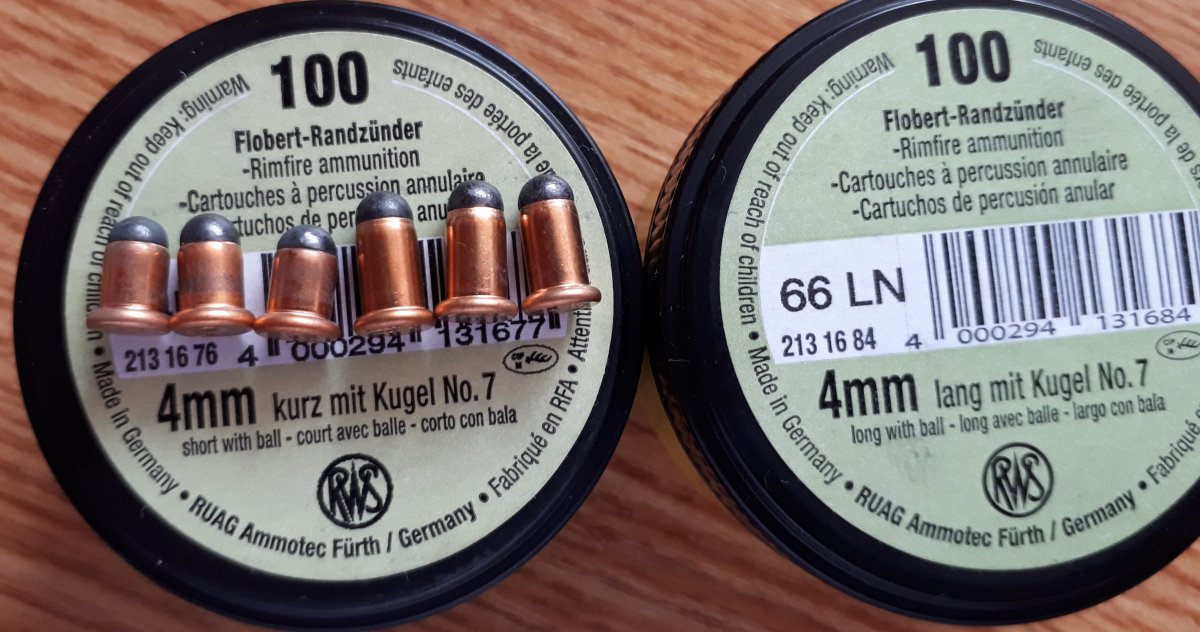 100
Warning: Keep out of reach of children • Made in Germany • RUAG Ammotec Fürth / Germany • Fabriqué en RFA •
de la portée des enfants
Flobert-Randzünder
-Rimfire ammunition
-Cartouches à percussion annulaire
de
213 16 76
4 000294 131677
4mm kurz mit Kugel No.7
short with ball - court avec balle - corto con bala
RWS
100
Warning: Keep out of reach of children • Made in Germany • RUAG Ammotec Fürth / Germany •
de la portée des enfants
Flobert-Randzünder
-Rimfire ammunition
-Cartouches à percussion annulaire
-Cartuchos de percusión anular
66 LN
213 16 84
4 000294 131684
4mm lang mit Kugel No.7
long with ball - long avec balle - largo con bala
RWS